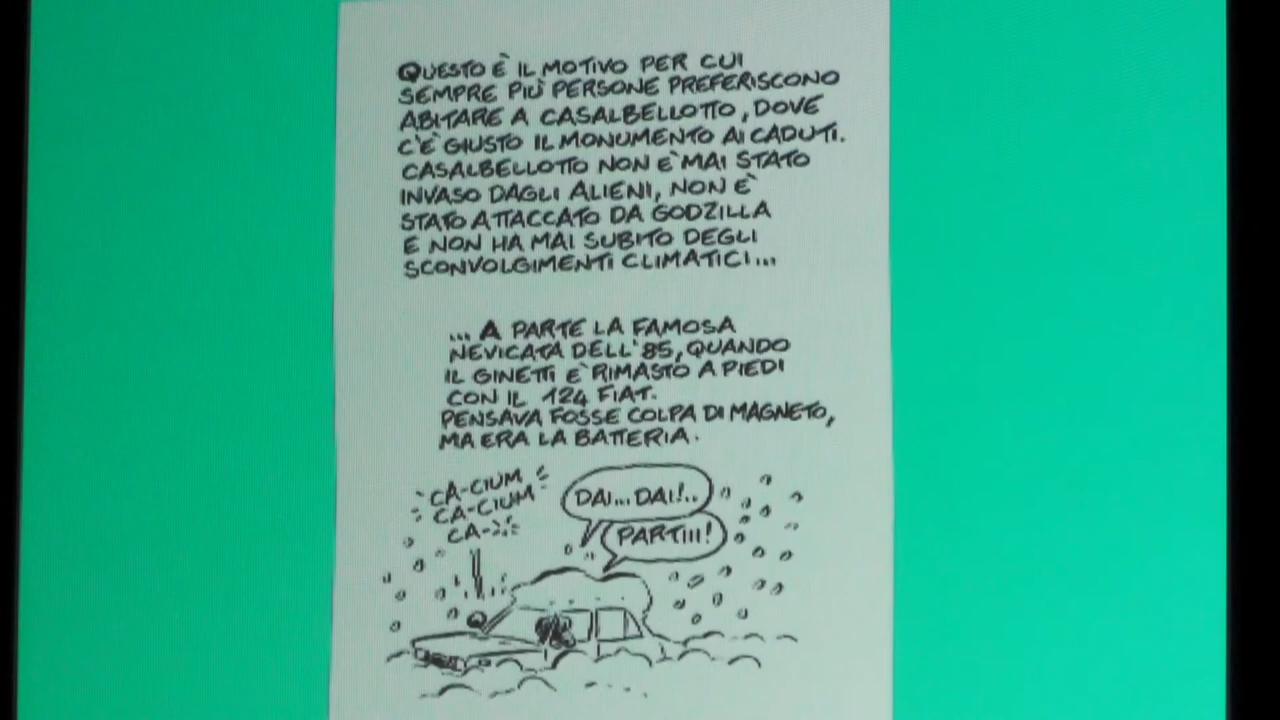 QUESTO È IL MOTIVO PER CUI
SEMPRE PIÙ PERSONE PREFERISCONO
ABITARE A CASALBELLOTTO, DOVE
C'È GIUSTO IL MONUMENTO AI CADUTI.
CASALBELLOTTO NON È MAI STATO
INVASO DAGLI ALIENI, NON È
STATO ATTACCATO DA GODZILLA
E NON HA MAI SUBITO DEGLI
SCONVOLGIMENTI CLIMATICI...
... A PARTE LA FAMOSA
NEVICATA DELL'85, QUANDO
IL GINETTI È RIMASTO A PIEDI
CON IL 124 FIAT.
PENSAVA FOSSE COLPA DI MAGNETO,
MA ERA LA BATTERIA.
CA-CIUM
CA-CIUM
CA-
DAI...DAI!..
PARTIII!